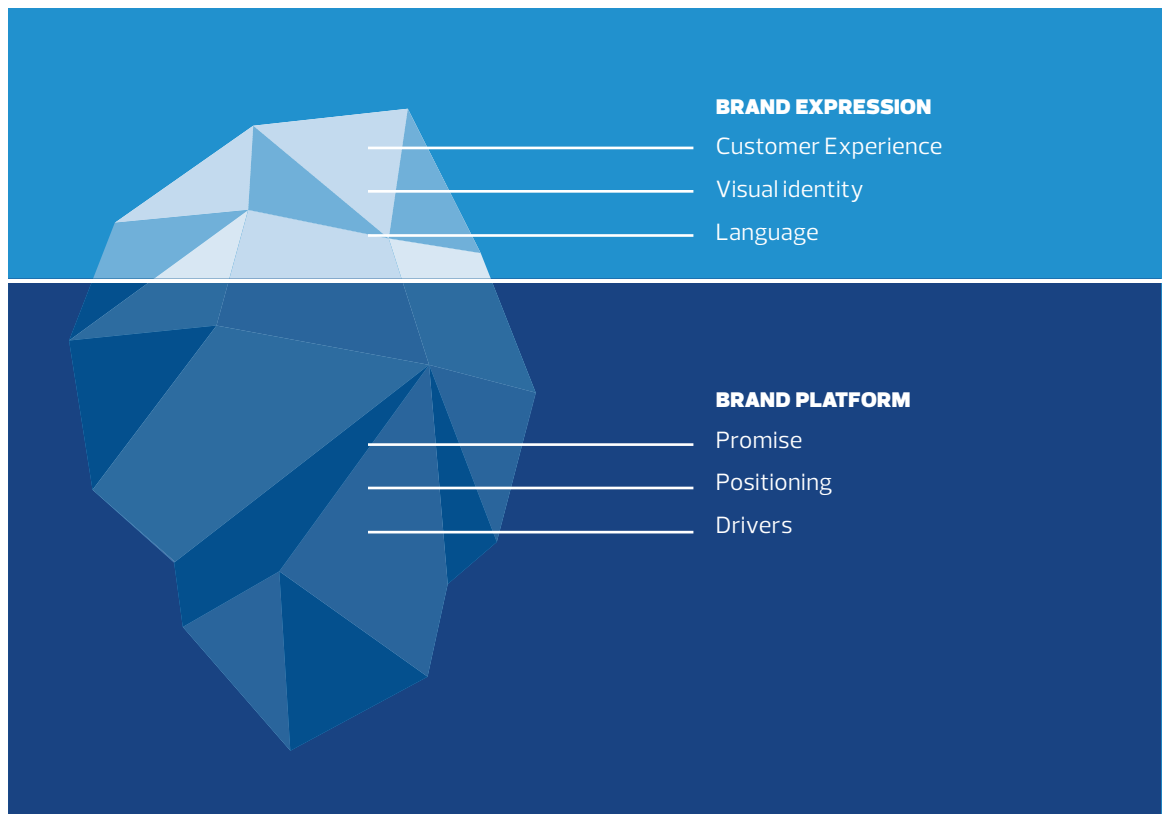 BRAND EXPRESSION
Customer Experience
Visual identity
Language
BRAND PLATFORM
Promise
Positioning
Drivers